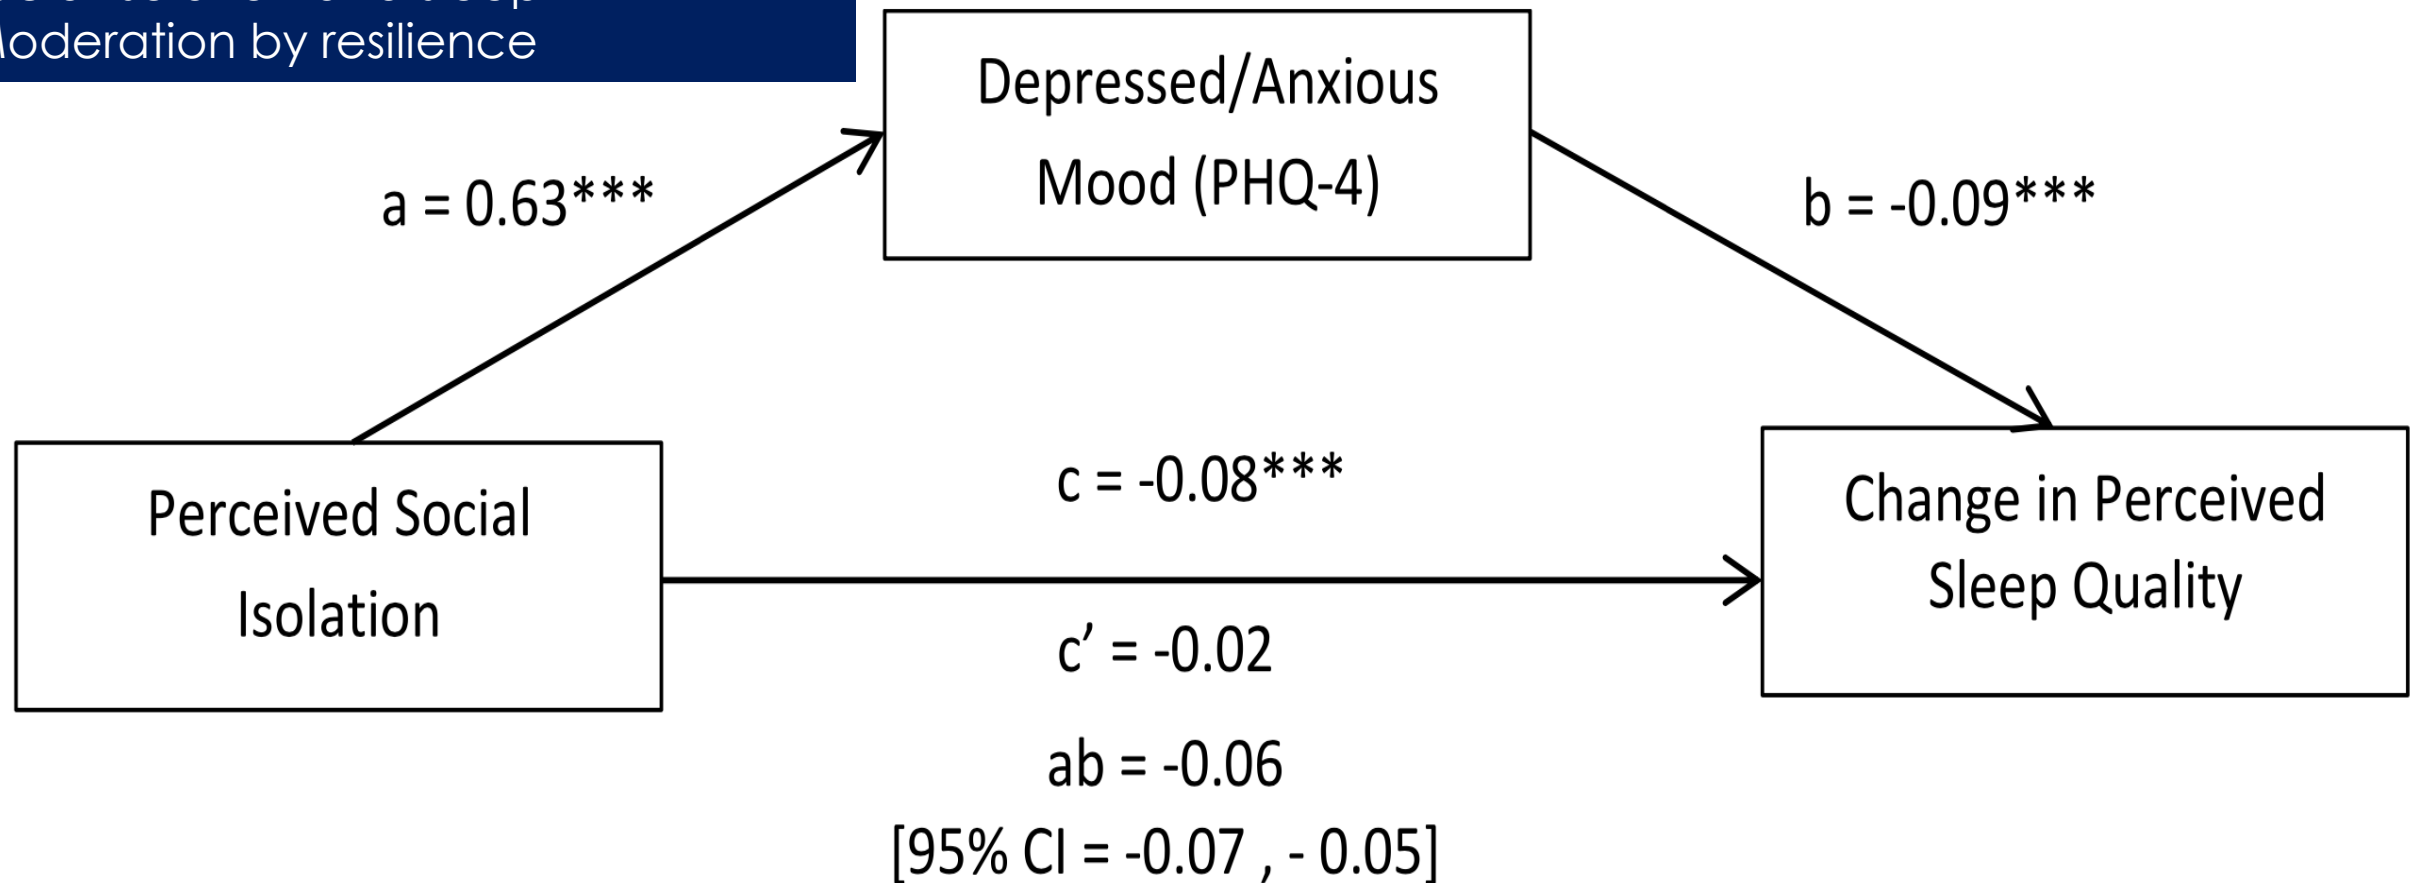 Moderation by resilience
Depressed/Anxious
Mood (PHQ-4)
a = 0.63***
b = -0.09***
Perceived Social
Isolation
c = -0.08***
c’ = -0.02
ab = -0.06
[95% CI = -0.07 , - 0.05]
Change in Perceived
Sleep Quality